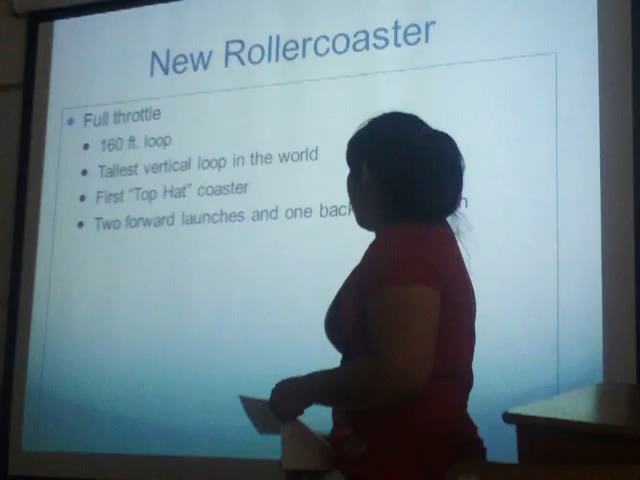 New Rollercoaster
Full throttle
160 ft. loop
Tallest vertical loop in the world
First “Top Hat” coaster
Two forward launches and one